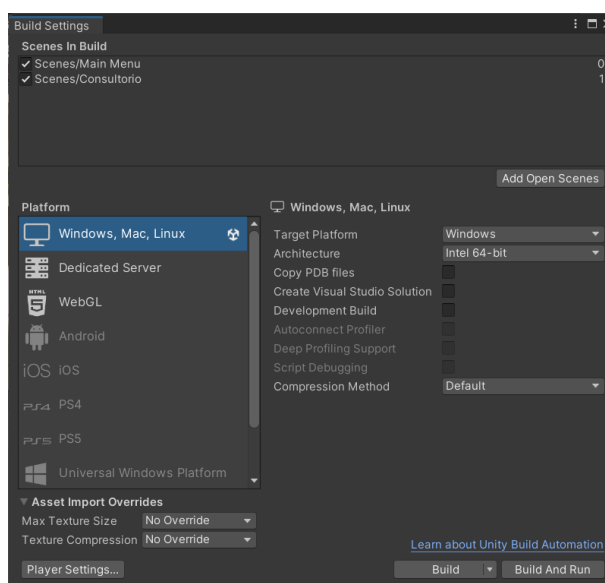 Build Settings
Scenes In Build
Scenes/Main Menu 0
Scenes/Consultorio 1
Add Open Scenes
Platform
Windows, Mac, Linux
Dedicated Server
HTML 5 WebGL
Android
iOS iOS
PS4 PS4
PS5 PS5
Universal Windows Platform
Windows, Mac, Linux
Target Platform Windows
Architecture Intel 64-bit
Copy PDB files
Create Visual Studio Solution
Development Build
Autoconnect Profiler
Deep Profiling Support
Script Debugging
Compression Method Default
Asset Import Overrides
Max Texture Size No Override
Texture Compression No Override
Learn about Unity Build Automation
Player Settings...
Build
Build And Run